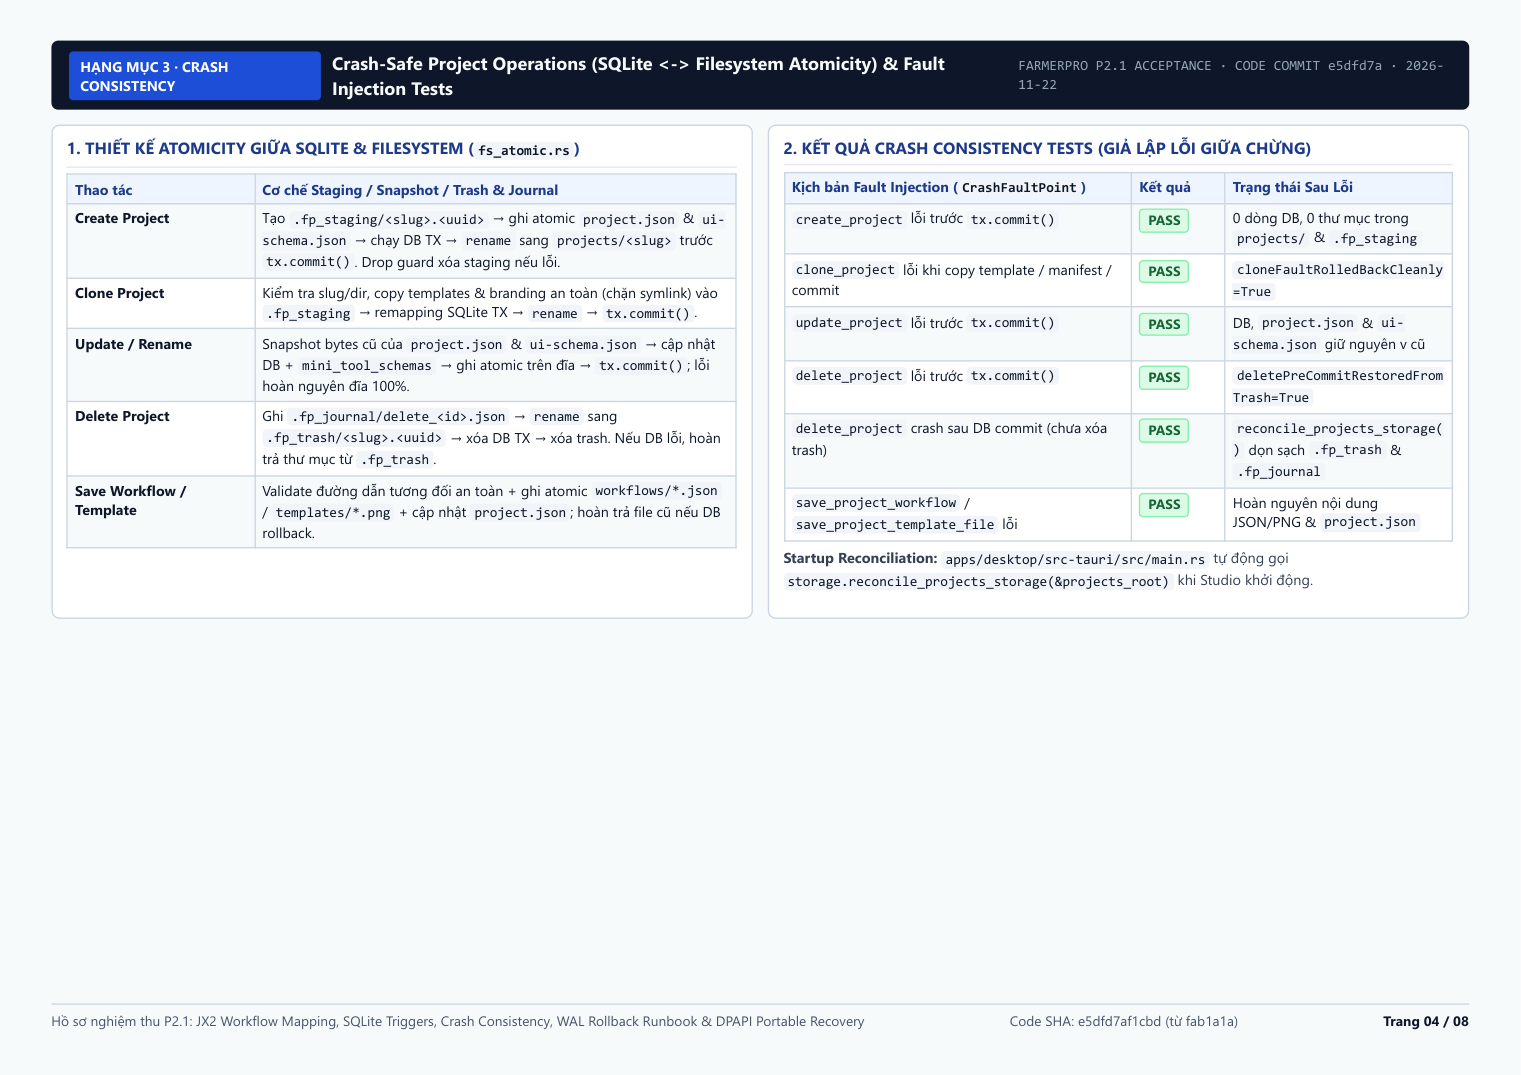 HẠNG MỤC 3 · CRASH
CONSISTENCY
Crash-Safe Project Operations (SQLite <-> Filesystem Atomicity) & Fault
Injection Tests
FARMERPRO P2.1 ACCEPTANCE · CODE COMMIT e5dfd7a · 2026-
11-22
1. THIẾT KẾ ATOMICITY GIỮA SQLITE & FILESYSTEM ( fs_atomic.rs )
Thao tác
Cơ chế Staging / Snapshot / Trash & Journal
Create Project
Tạo .fp_staging/<slug>.<uuid> → ghi atomic project.json & ui-
schema.json → chạy DB TX → rename sang projects/<slug> trước
tx.commit() . Drop guard xóa staging nếu lỗi.
Clone Project
Kiểm tra slug/dir, copy templates & branding an toàn (chặn symlink) vào
.fp_staging → remapping SQLite TX → rename → tx.commit() .
Update / Rename
Snapshot bytes cũ của project.json & ui-schema.json → cập nhật
DB + mini_tool_schemas → ghi atomic trên đĩa → tx.commit() ; lỗi
hoàn nguyên đĩa 100%.
Delete Project
Ghi .fp_journal/delete_<id>.json → rename sang
.fp_trash/<slug>.<uuid> → xóa DB TX → xóa trash. Nếu DB lỗi, hoàn
trả thư mục từ .fp_trash .
Save Workflow /
Template
Validate đường dẫn tương đối an toàn + ghi atomic workflows/*.json
/ templates/*.png + cập nhật project.json ; hoàn trả file cũ nếu DB
rollback.
2. KẾT QUẢ CRASH CONSISTENCY TESTS (GIẢ LẬP LỖI GIỮA CHỪNG)
Kịch bản Fault Injection ( CrashFaultPoint )
Kết quả
Trạng thái Sau Lỗi
create_project lỗi trước tx.commit()
PASS
0 dòng DB, 0 thư mục trong
projects/ & .fp_staging
clone_project lỗi khi copy template / manifest /
commit
PASS
cloneFaultRolledBackCleanly
=True
update_project lỗi trước tx.commit()
PASS
DB, project.json & ui-
schema.json giữ nguyên v cũ
delete_project lỗi trước tx.commit()
PASS
deletePreCommitRestoredFrom
Trash=True
delete_project crash sau DB commit (chưa xóa
trash)
PASS
reconcile_projects_storage(
) dọn sạch .fp_trash &
.fp_journal
save_project_workflow /
save_project_template_file lỗi
PASS
Hoàn nguyên nội dung
JSON/PNG & project.json
Startup Reconciliation: apps/desktop/src-tauri/src/main.rs tự động gọi
storage.reconcile_projects_storage(&projects_root) khi Studio khởi động.
Hồ sơ nghiệm thu P2.1: JX2 Workflow Mapping, SQLite Triggers, Crash Consistency, WAL Rollback Runbook & DPAPI Portable Recovery
Code SHA: e5dfd7af1cbd (từ fab1a1a)
Trang 04 / 08